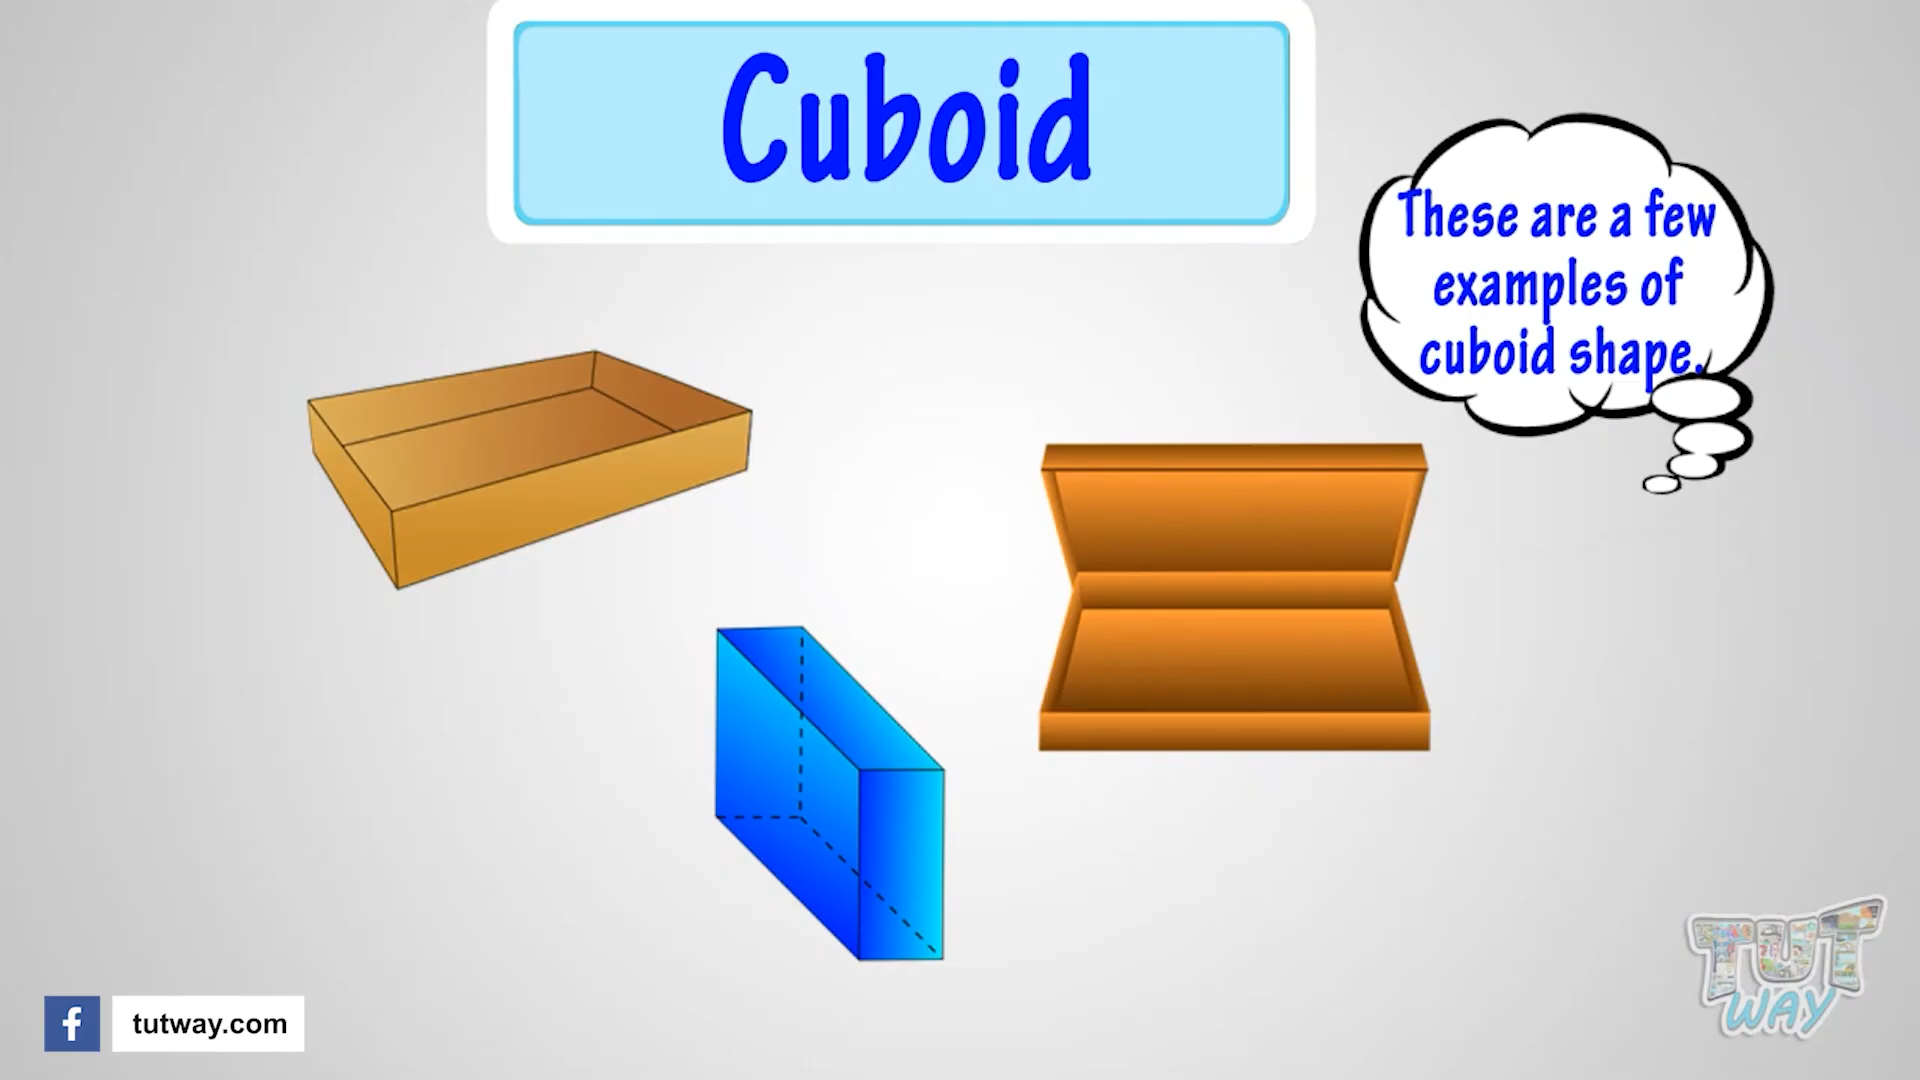 Cuboid
These are a few
examples of
cuboid shape.
f tutway.com
TUT
WAY